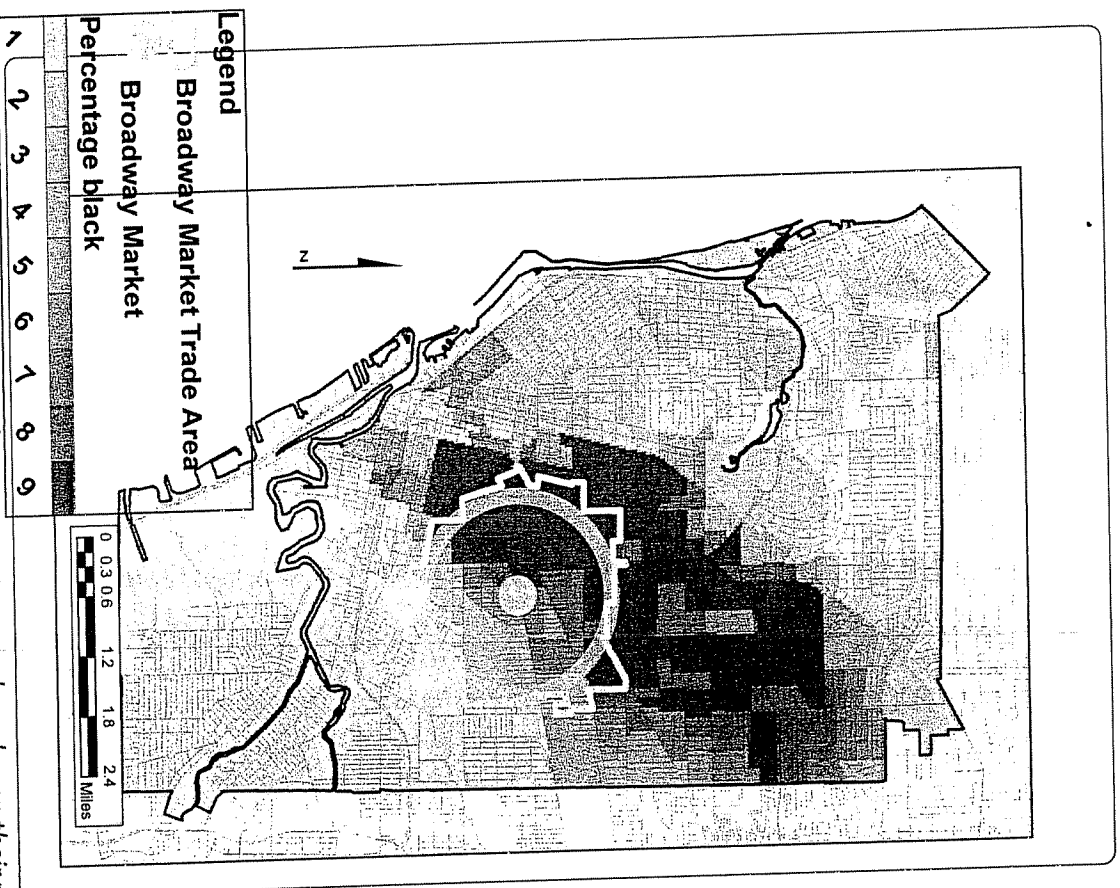 Legend
Broadway Market Trade Area
Broadway Market
Percentage black
1 2 3 4 5 6 7 8 9
0 0.3 0.6 1.2 1.8 2.4
Miles
N